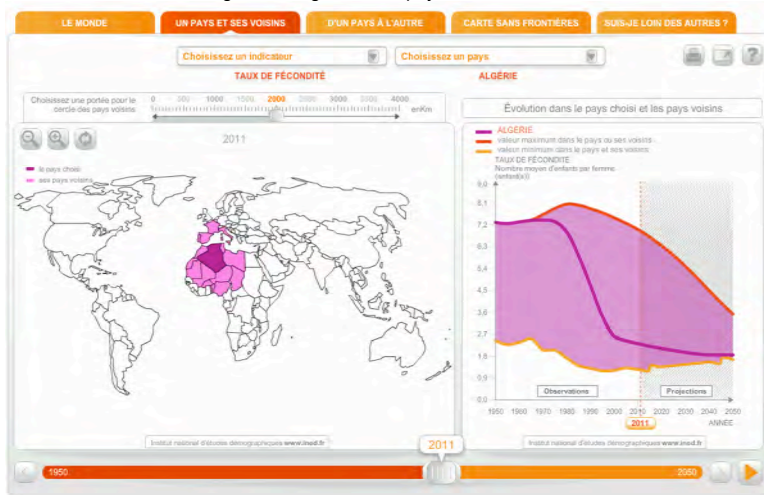 LE MONDE
UN PAYS ET SES VOISINS
D'UN PAYS À L'AUTRE
CARTE SANS FRONTIÈRES
SUIS-JE LOIN DES AUTRES ?
Choisissez un indicateur
Choisissez un pays
TAUX DE FÉCONDITÉ
ALGÉRIE
Choisissez une portée pour le
cercle des pays voisins
0 500 1000 1500 2000 2500 3000 3500 4000
en Km
Évolution dans le pays choisi et les pays voisins
2011
le pays choisi
ses pays voisins
ALGÉRIE
valeur maximum dans le pays ou ses voisins
valeur minimum dans le pays et ses voisins
TAUX DE FÉCONDITÉ
Nombre moyen d'enfants par femme
(enfant(s))
9,0
8,1
7,2
6,3
5,4
4,5
3,6
2,7
1,8
0,9
0,0
Observations
Projections
1950 1960 1970 1980 1990 2000 2010 2020 2030 2040 2050
2011
ANNÉE
Institut national d'études démographiques www.ined.fr
Institut national d'études démographiques www.ined.fr
2011
1950
2050